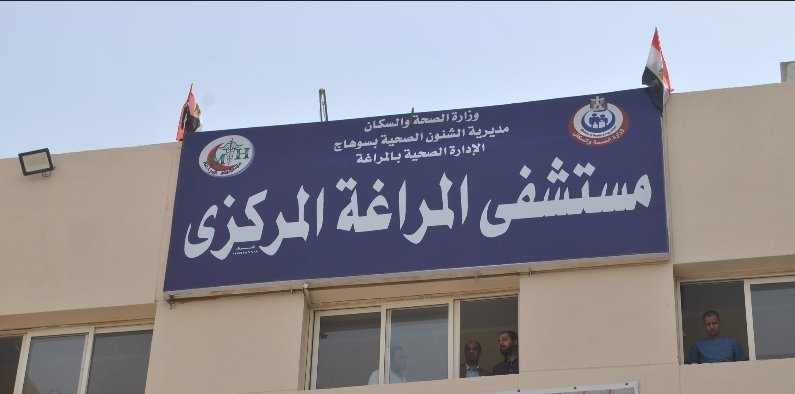 وزارة الصحة والسكان
مديرية الشئون الصحية بسوهاج
الإدارة الصحية بالمراغة
مستشفى المراغة المركزى